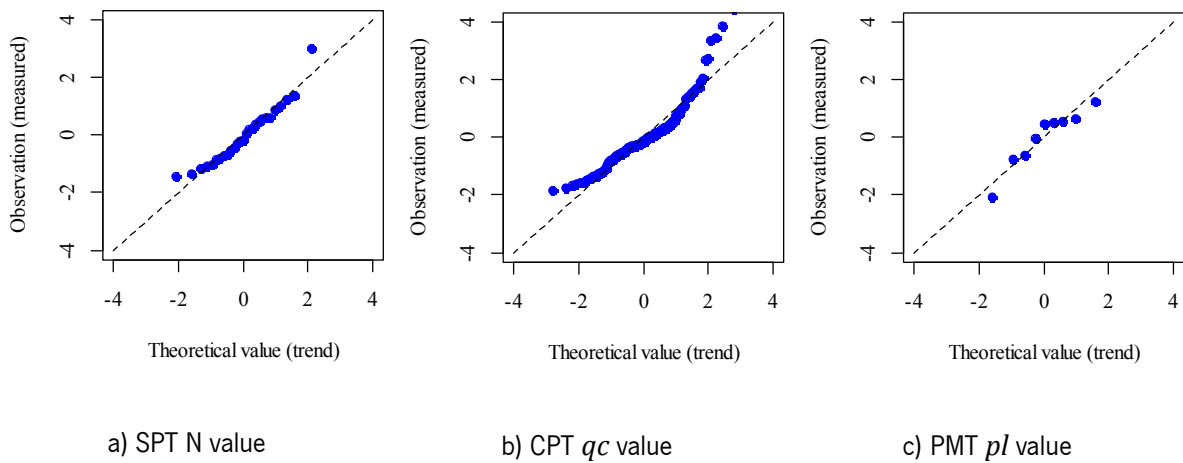 4
2
0
-2
-4
Observation (measured)
-4 -2 0 2 4
Theoretical value (trend)
a) SPT N value
4
2
0
-2
-4
Observation (measured)
-4 -2 0 2 4
Theoretical value (trend)
b) CPT qc value
4
2
0
-2
-4
Observation (measured)
-4 -2 0 2 4
Theoretical value (trend)
c) PMT pl value